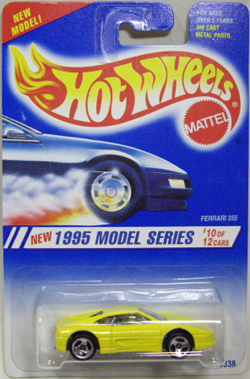 NEW
MODEL!
FOR AGES
OVER 3 YEARS.
DIE CAST
METAL PARTS.
Hot Wheels
MATTEL
FERRARI 355
NEW 1995 MODEL SERIES #10 OF
12 CARS